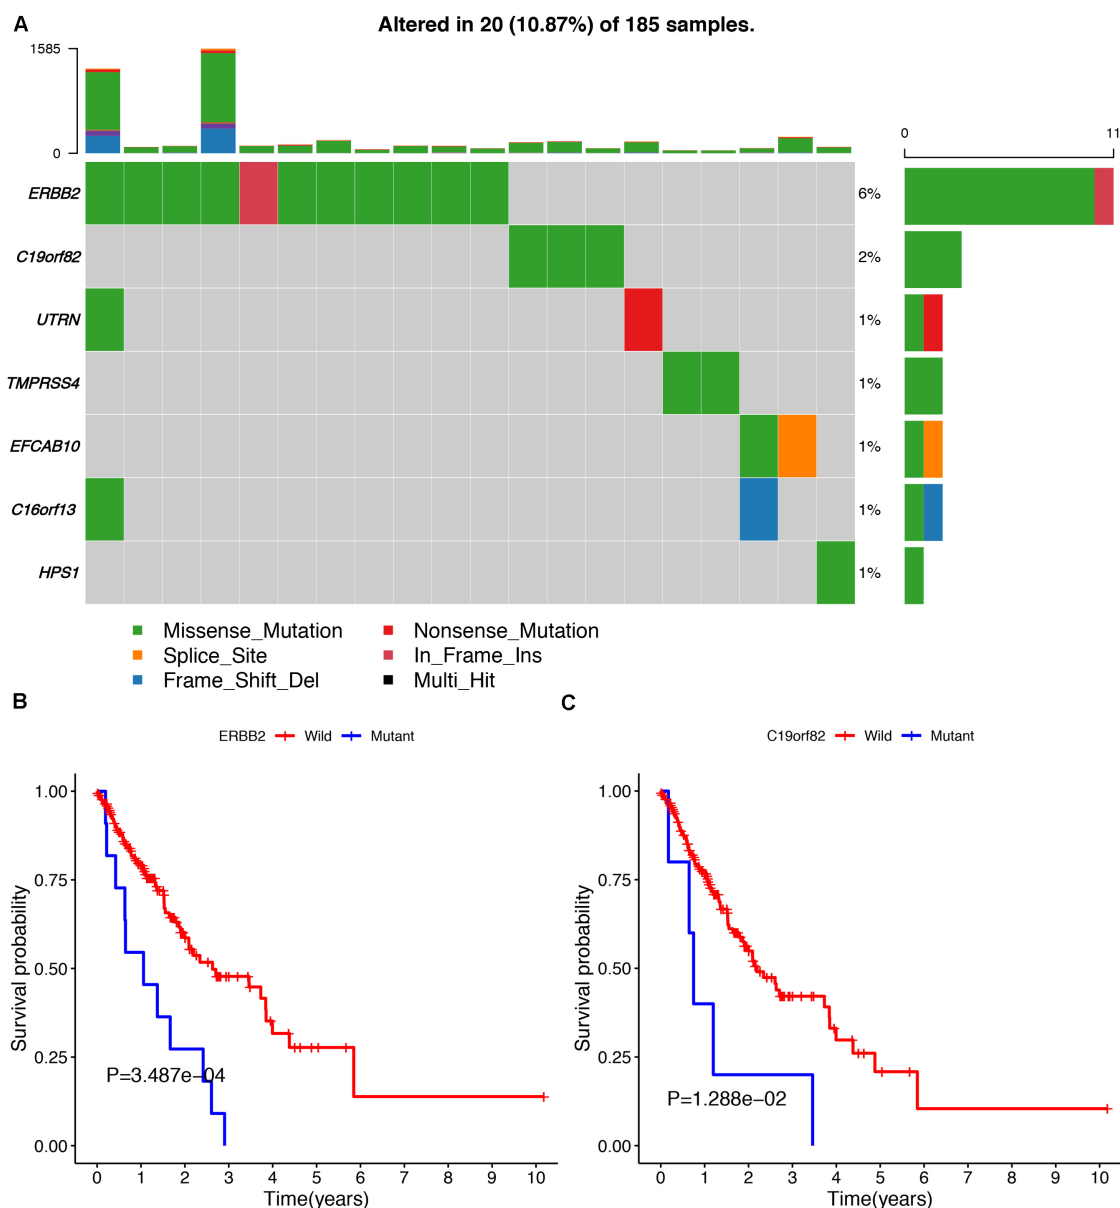 A
Altered in 20 (10.87%) of 185 samples.
1585
0
0 11
ERBB2 6%
C19orf82 2%
UTRN 1%
TMPRSS4 1%
EFCAB10 1%
C16orf13 1%
HPS1 1%
Missense_Mutation Nonsense_Mutation
Splice_Site In_Frame_Ins
Frame_Shift_Del Multi_Hit
B
ERBB2 Wild Mutant
1.00
0.75
0.50
0.25
0.00
Survival probability
P=3.487e−04
0 1 2 3 4 5 6 7 8 9 10
Time(years)
C
C19orf82 Wild Mutant
1.00
0.75
0.50
0.25
0.00
Survival probability
P=1.288e−02
0 1 2 3 4 5 6 7 8 9 10
Time(years)